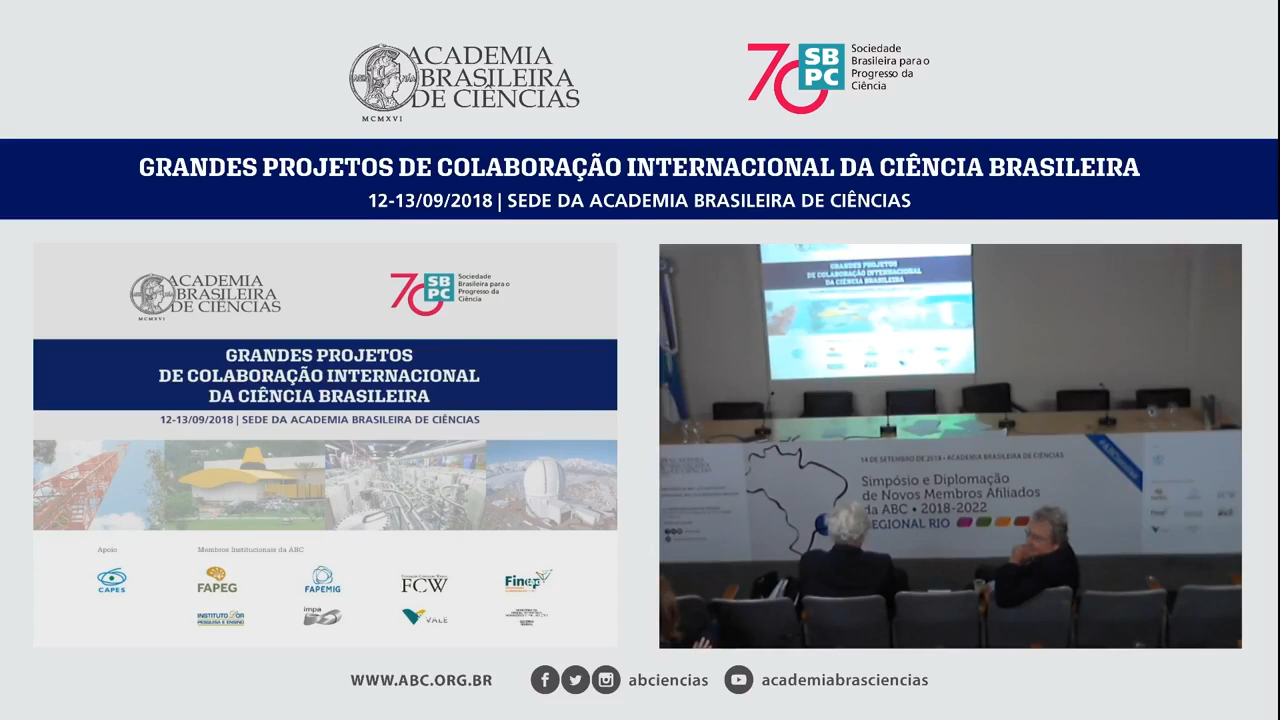 ACADEMIA
BRASILEIRA
DE CIÊNCIAS
MCMXVI
70
SB
PC
Sociedade
Brasileira para o
Progresso da
Ciência
GRANDES PROJETOS DE COLABORAÇÃO INTERNACIONAL DA CIÊNCIA BRASILEIRA
12-13/09/2018 | SEDE DA ACADEMIA BRASILEIRA DE CIÊNCIAS
ACADEMIA
BRASILEIRA
DE CIÊNCIAS
MCMXVI
70
SB
PC
Sociedade
Brasileira para o
Progresso da
Ciência
GRANDES PROJETOS
DE COLABORAÇÃO INTERNACIONAL
DA CIÊNCIA BRASILEIRA
12-13/09/2018 | SEDE DA ACADEMIA BRASILEIRA DE CIÊNCIAS
Apoio
Membros Institucionais da ABC
CAPES
FAPEG
FAPEMIG
FCW
Finep
INSTITUTO D'OR
PESQUISA E ENSINO
impa
VALE
GRANDES PROJETOS
DE COLABORAÇÃO INTERNACIONAL
DA CIÊNCIA BRASILEIRA
14 DE SETEMBRO DE 2018 • ACADEMIA BRASILEIRA DE CIÊNCIAS
Simpósio e Diplomação
de Novos Membros Afiliados
da ABC • 2018-2022
REGIONAL RIO
WWW.ABC.ORG.BR
abciencias
academiabrasciencias